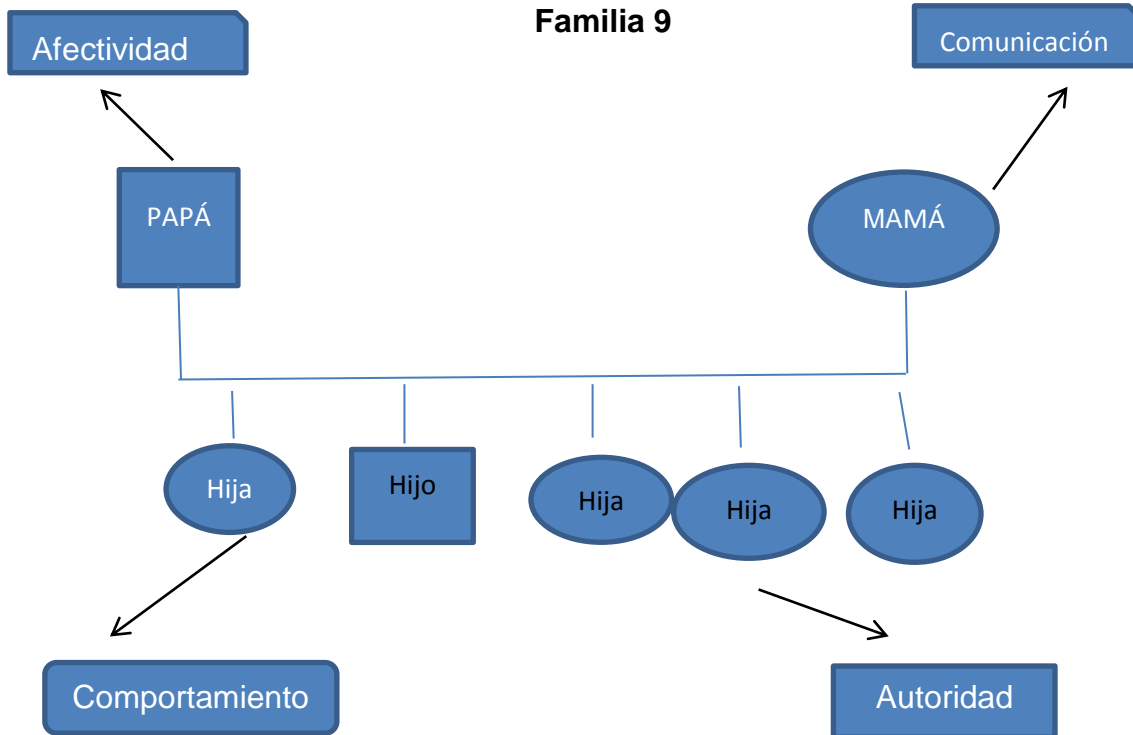 Familia 9
Afectividad
Comunicación
PAPÁ
MAMÁ
Hija
Hijo
Hija
Hija
Hija
Comportamiento
Autoridad